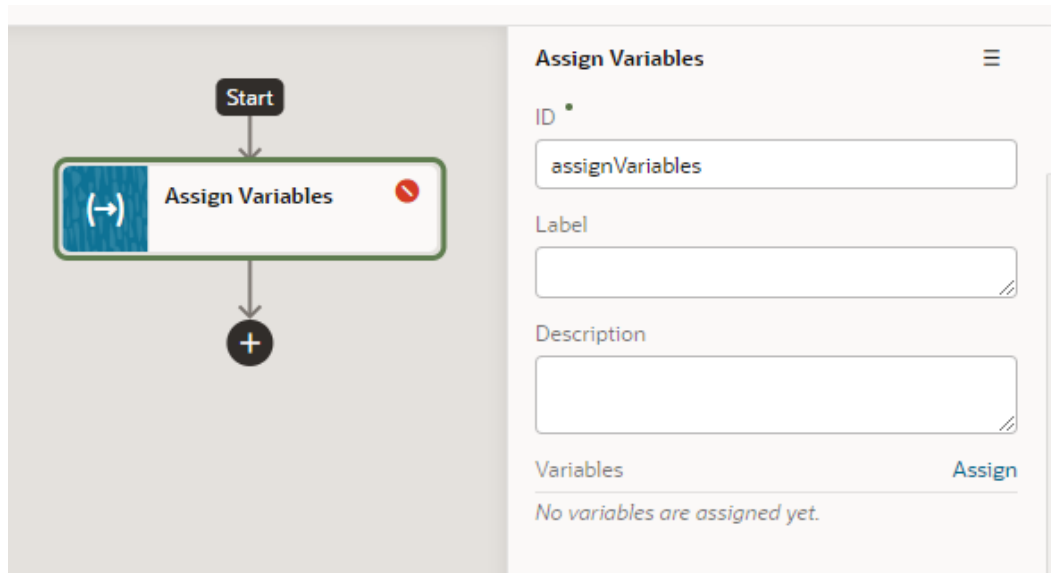 Start
Assign Variables
Assign Variables
ID
assignVariables
Label
Description
Variables
Assign
No variables are assigned yet.